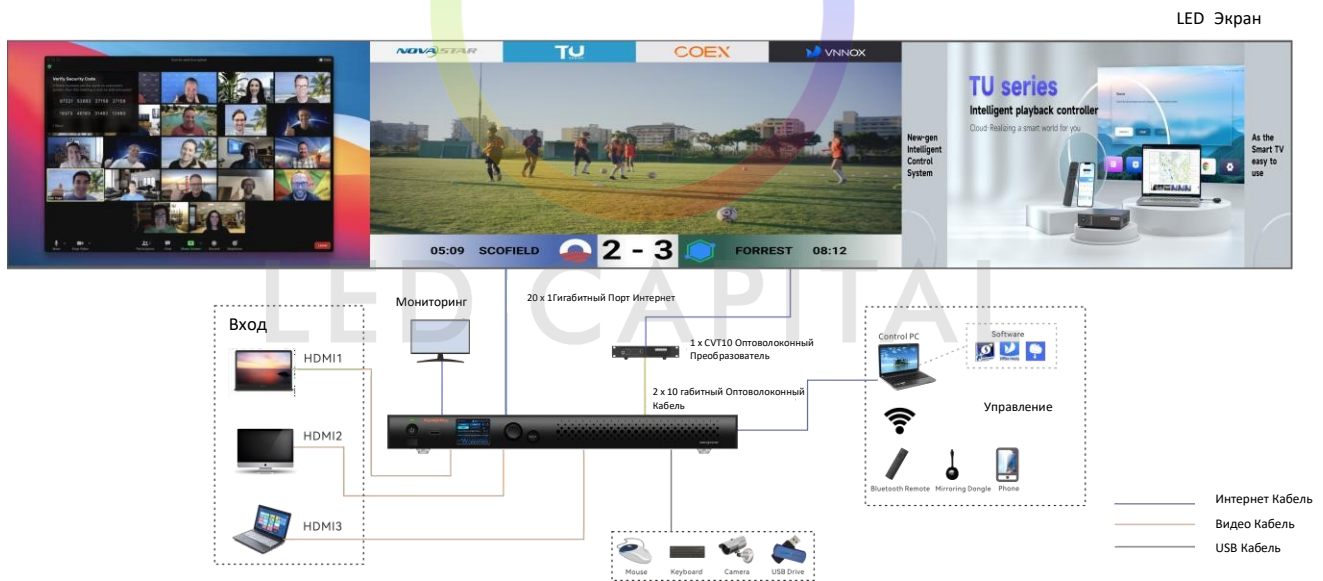 LED Экран
Verify Security Code
NOVASTAR
TU
COEX
VNNOX
TU series
Intelligent playback controller
Cloud-Realizing a smart world for you
New-gen
Intelligent
Control
System
As the
Smart TV
easy to
use
05:09 SCOFIELD 2 - 3 FORREST 08:12
LED CAPITAL
Мониторинг
20 x 1Гигабитный Порт Интернет
Вход
HDMI1
HDMI2
HDMI3
1 x CVT10 Оптоволоконный
Преобразователь
2 x 10 габитный Оптоволоконный
Кабель
Control PC
Software
Управление
Bluetooth Remote
Mirroring Dongle
Phone
Mouse
Keyboard
Camera
USB Drive
Интернет Кабель
Видео Кабель
USB Кабель